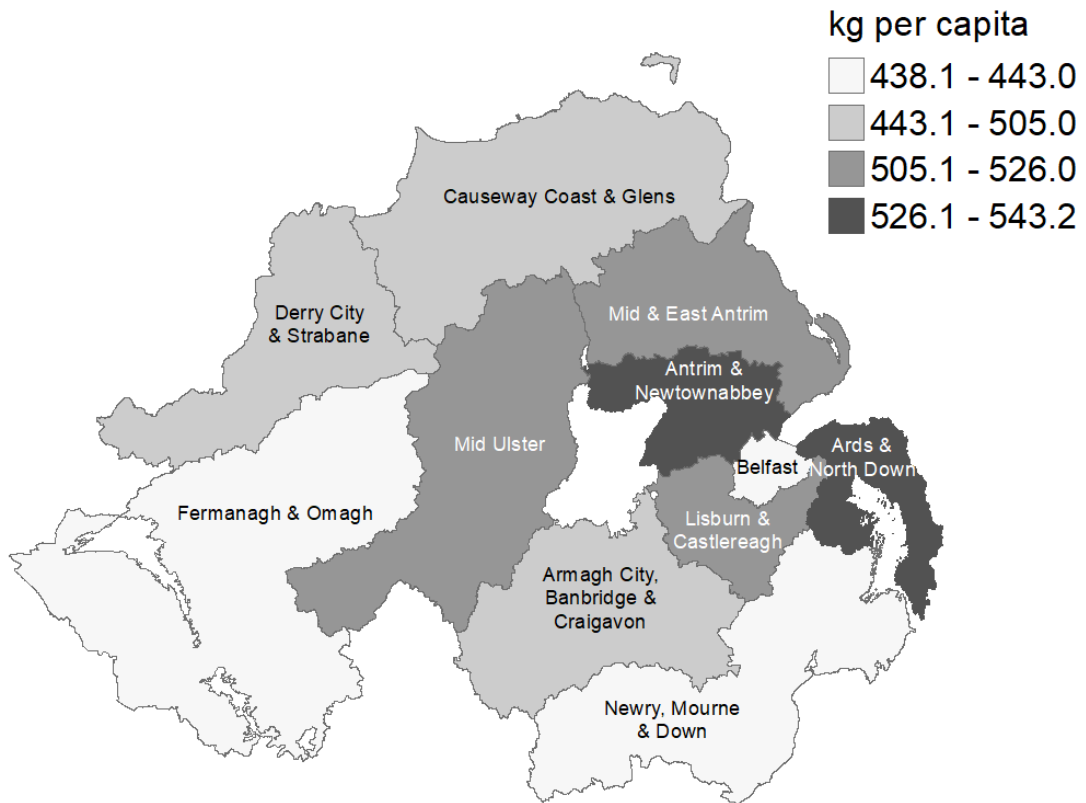 kg per capita
438.1 - 443.0
443.1 - 505.0
505.1 - 526.0
526.1 - 543.2
Causeway Coast & Glens
Derry City
& Strabane
Mid & East Antrim
Antrim &
Newtownabbey
Mid Ulster
Belfast
Ards &
North Down
Fermanagh & Omagh
Lisburn &
Castlereagh
Armagh City,
Banbridge &
Craigavon
Newry, Mourne
& Down